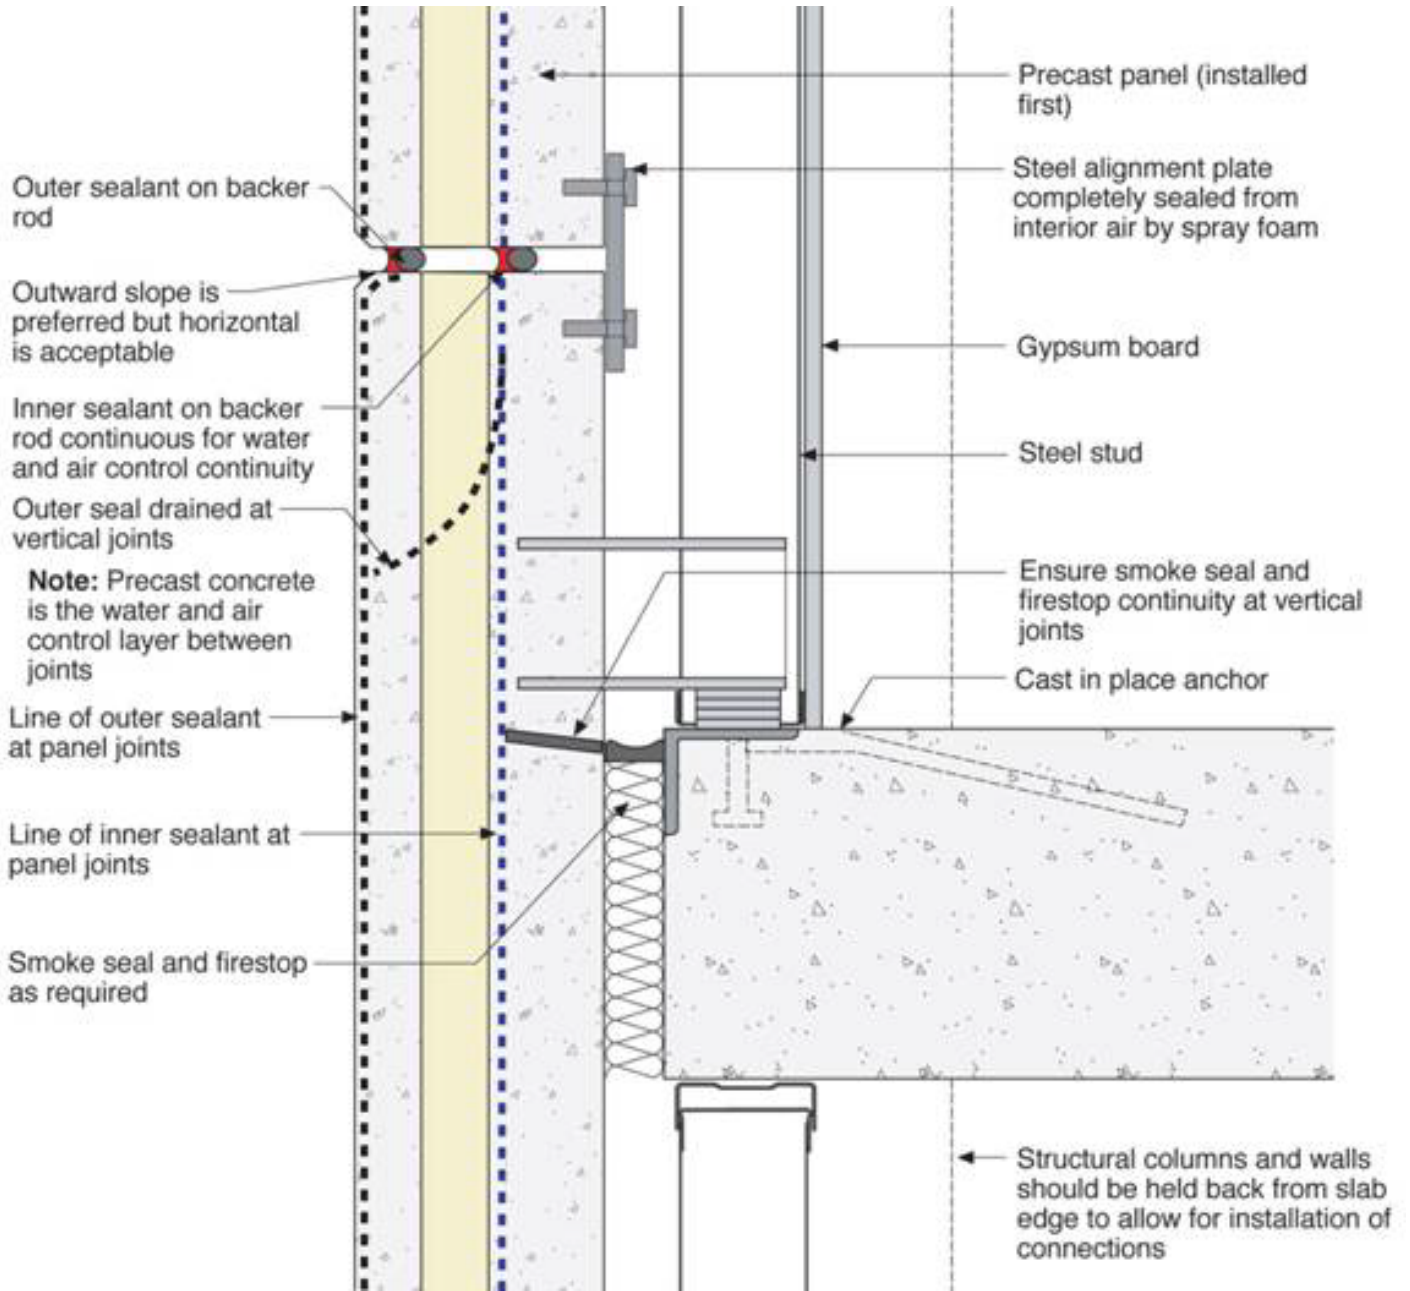 Outer sealant on backer
rod
Outward slope is
preferred but horizontal
is acceptable
Inner sealant on backer
rod continuous for water
and air control continuity
Outer seal drained at
vertical joints
Note: Precast concrete
is the water and air
control layer between
joints
Line of outer sealant
at panel joints
Line of inner sealant at
panel joints
Smoke seal and firestop
as required
Precast panel (installed
first)
Steel alignment plate
completely sealed from
interior air by spray foam
Gypsum board
Steel stud
Ensure smoke seal and
firestop continuity at vertical
joints
Cast in place anchor
Structural columns and walls
should be held back from slab
edge to allow for installation of
connections